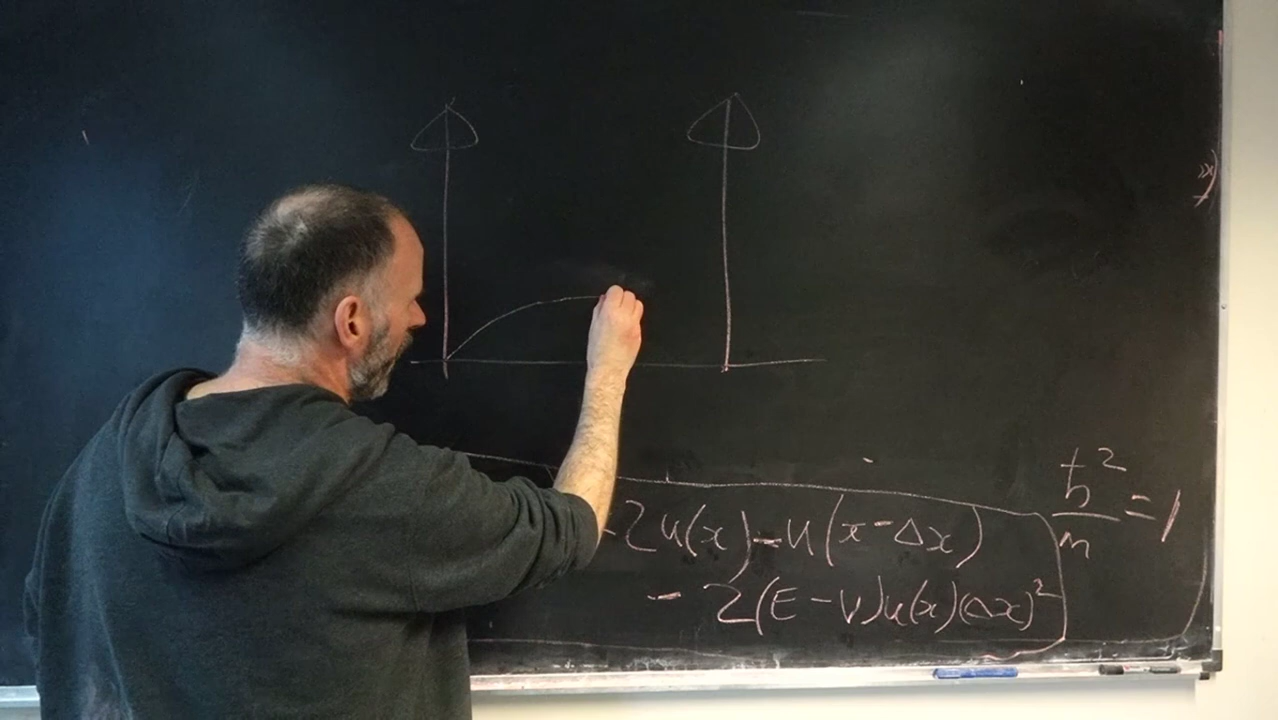 2u(x) - u(x - Δx)
- 2(E - V)u(x)(Δx)²
ħ²/m = 1